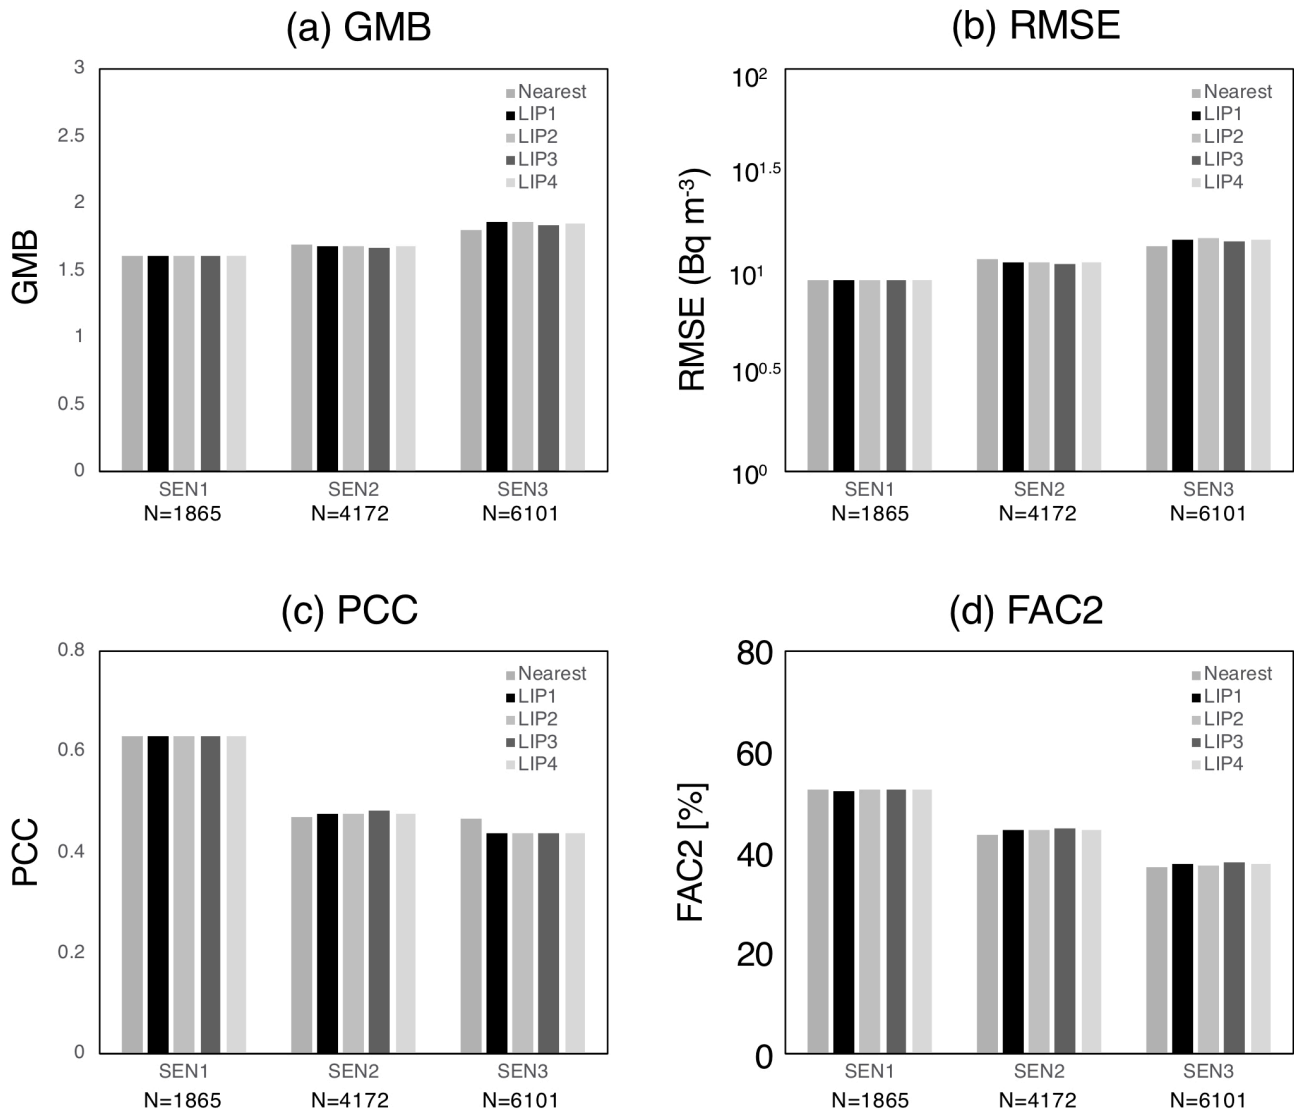 (a) GMB
3
2.5
2
1.5
1
0.5
0
GMB
Nearest
LIP1
LIP2
LIP3
LIP4
SEN1 SEN2 SEN3
N=1865 N=4172 N=6101
(b) RMSE
10²
10^1.5
10¹
10^0.5
10⁰
RMSE (Bq m⁻³)
Nearest
LIP1
LIP2
LIP3
LIP4
SEN1 SEN2 SEN3
N=1865 N=4172 N=6101
(c) PCC
0.8
0.6
0.4
0.2
0
PCC
Nearest
LIP1
LIP2
LIP3
LIP4
SEN1 SEN2 SEN3
N=1865 N=4172 N=6101
(d) FAC2
80
60
40
20
0
FAC2 [%]
Nearest
LIP1
LIP2
LIP3
LIP4
SEN1 SEN2 SEN3
N=1865 N=4172 N=6101